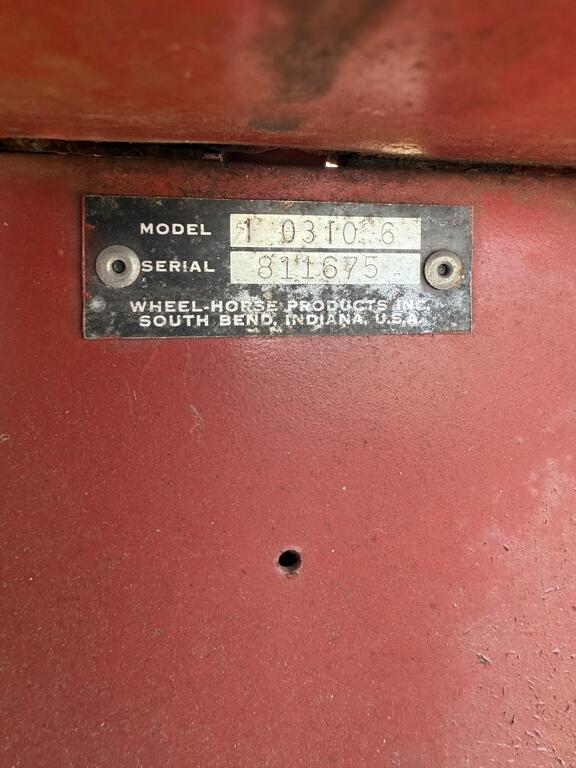 MODEL 1 0310 6
SERIAL 811675
WHEEL-HORSE PRODUCTS INC.
SOUTH BEND, INDIANA, U.S.A.